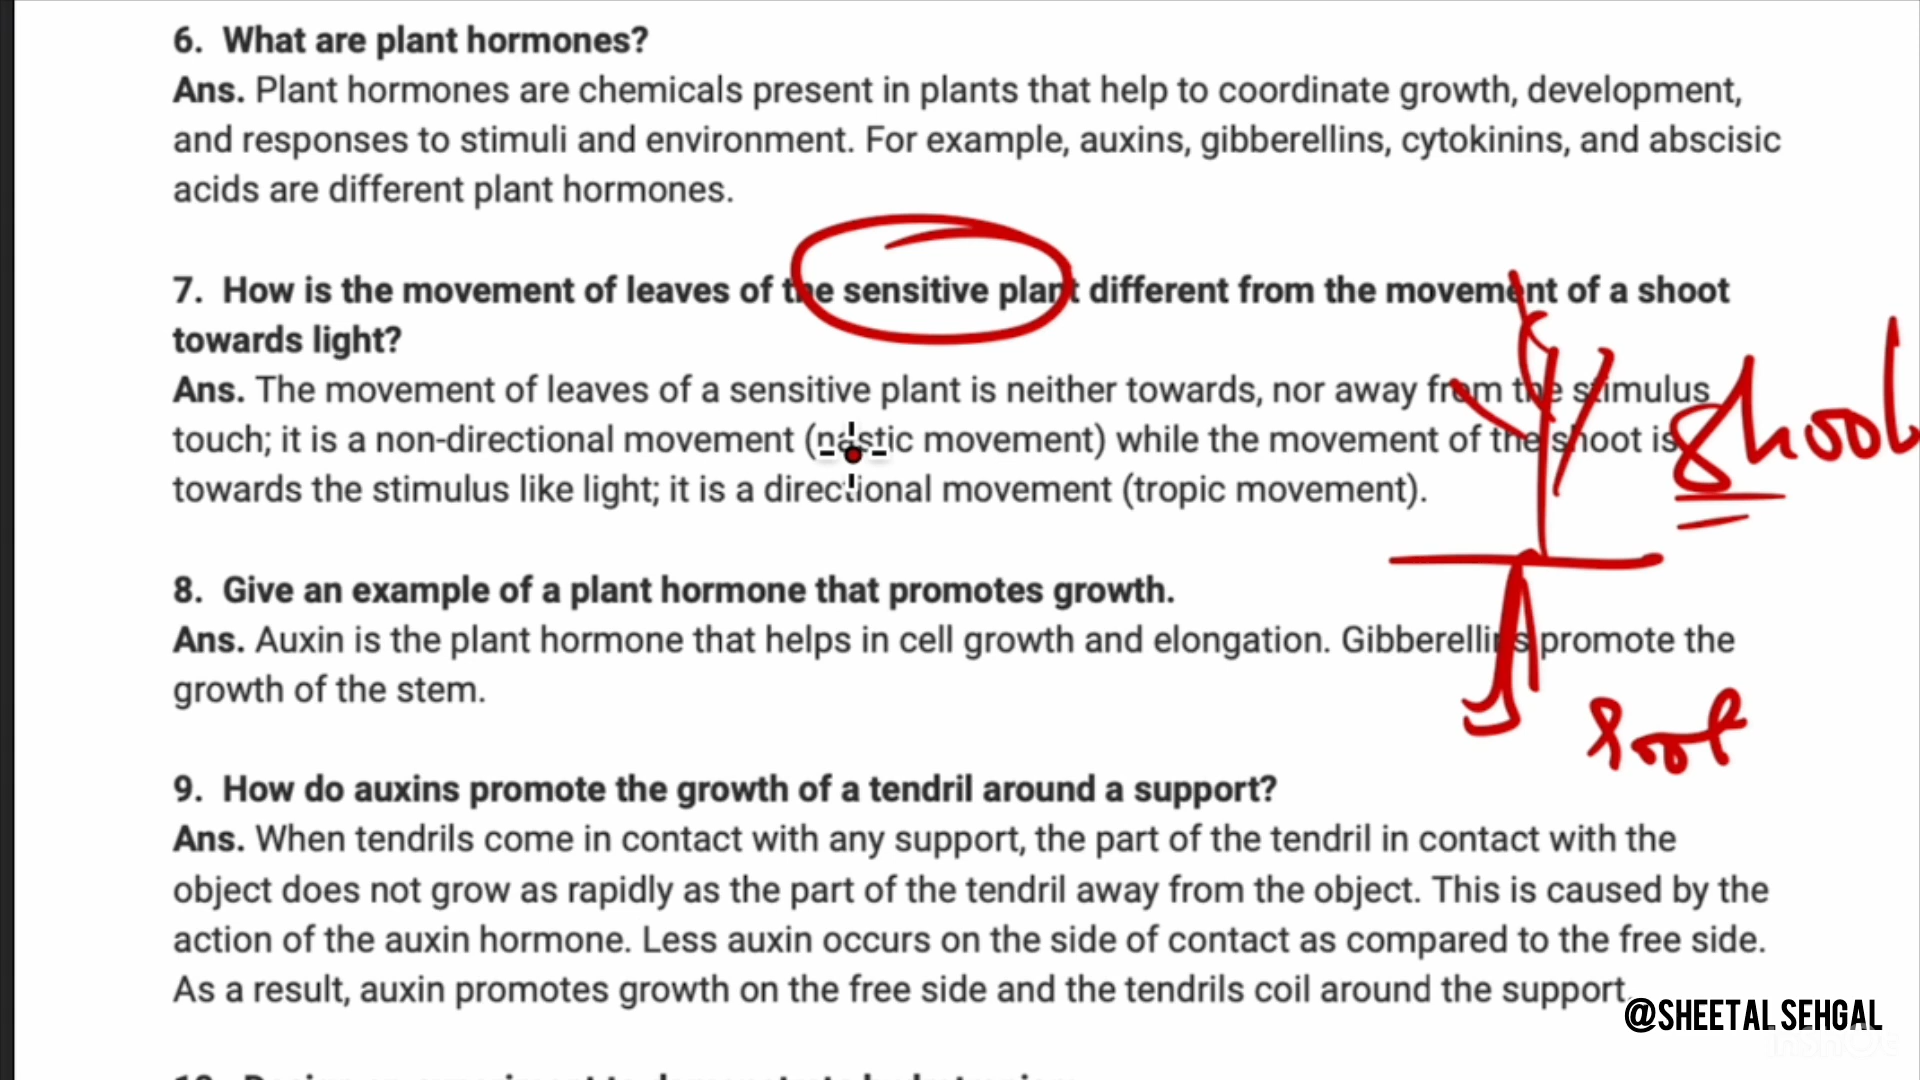 6. What are plant hormones?
Ans. Plant hormones are chemicals present in plants that help to coordinate growth, development,
and responses to stimuli and environment. For example, auxins, gibberellins, cytokinins, and abscisic
acids are different plant hormones.
7. How is the movement of leaves of the sensitive plant different from the movement of a shoot
towards light?
Ans. The movement of leaves of a sensitive plant is neither towards, nor away from the stimulus
touch; it is a non-directional movement (nastic movement) while the movement of the shoot is
shoot
towards the stimulus like light; it is a directional movement (tropic movement).
8. Give an example of a plant hormone that promotes growth.
Ans. Auxin is the plant hormone that helps in cell growth and elongation. Gibberellins promote the
growth of the stem.
root
9. How do auxins promote the growth of a tendril around a support?
Ans. When tendrils come in contact with any support, the part of the tendril in contact with the
object does not grow as rapidly as the part of the tendril away from the object. This is caused by the
action of the auxin hormone. Less auxin occurs on the side of contact as compared to the free side.
As a result, auxin promotes growth on the free side and the tendrils coil around the support.
@SHEETAL SEHGAL